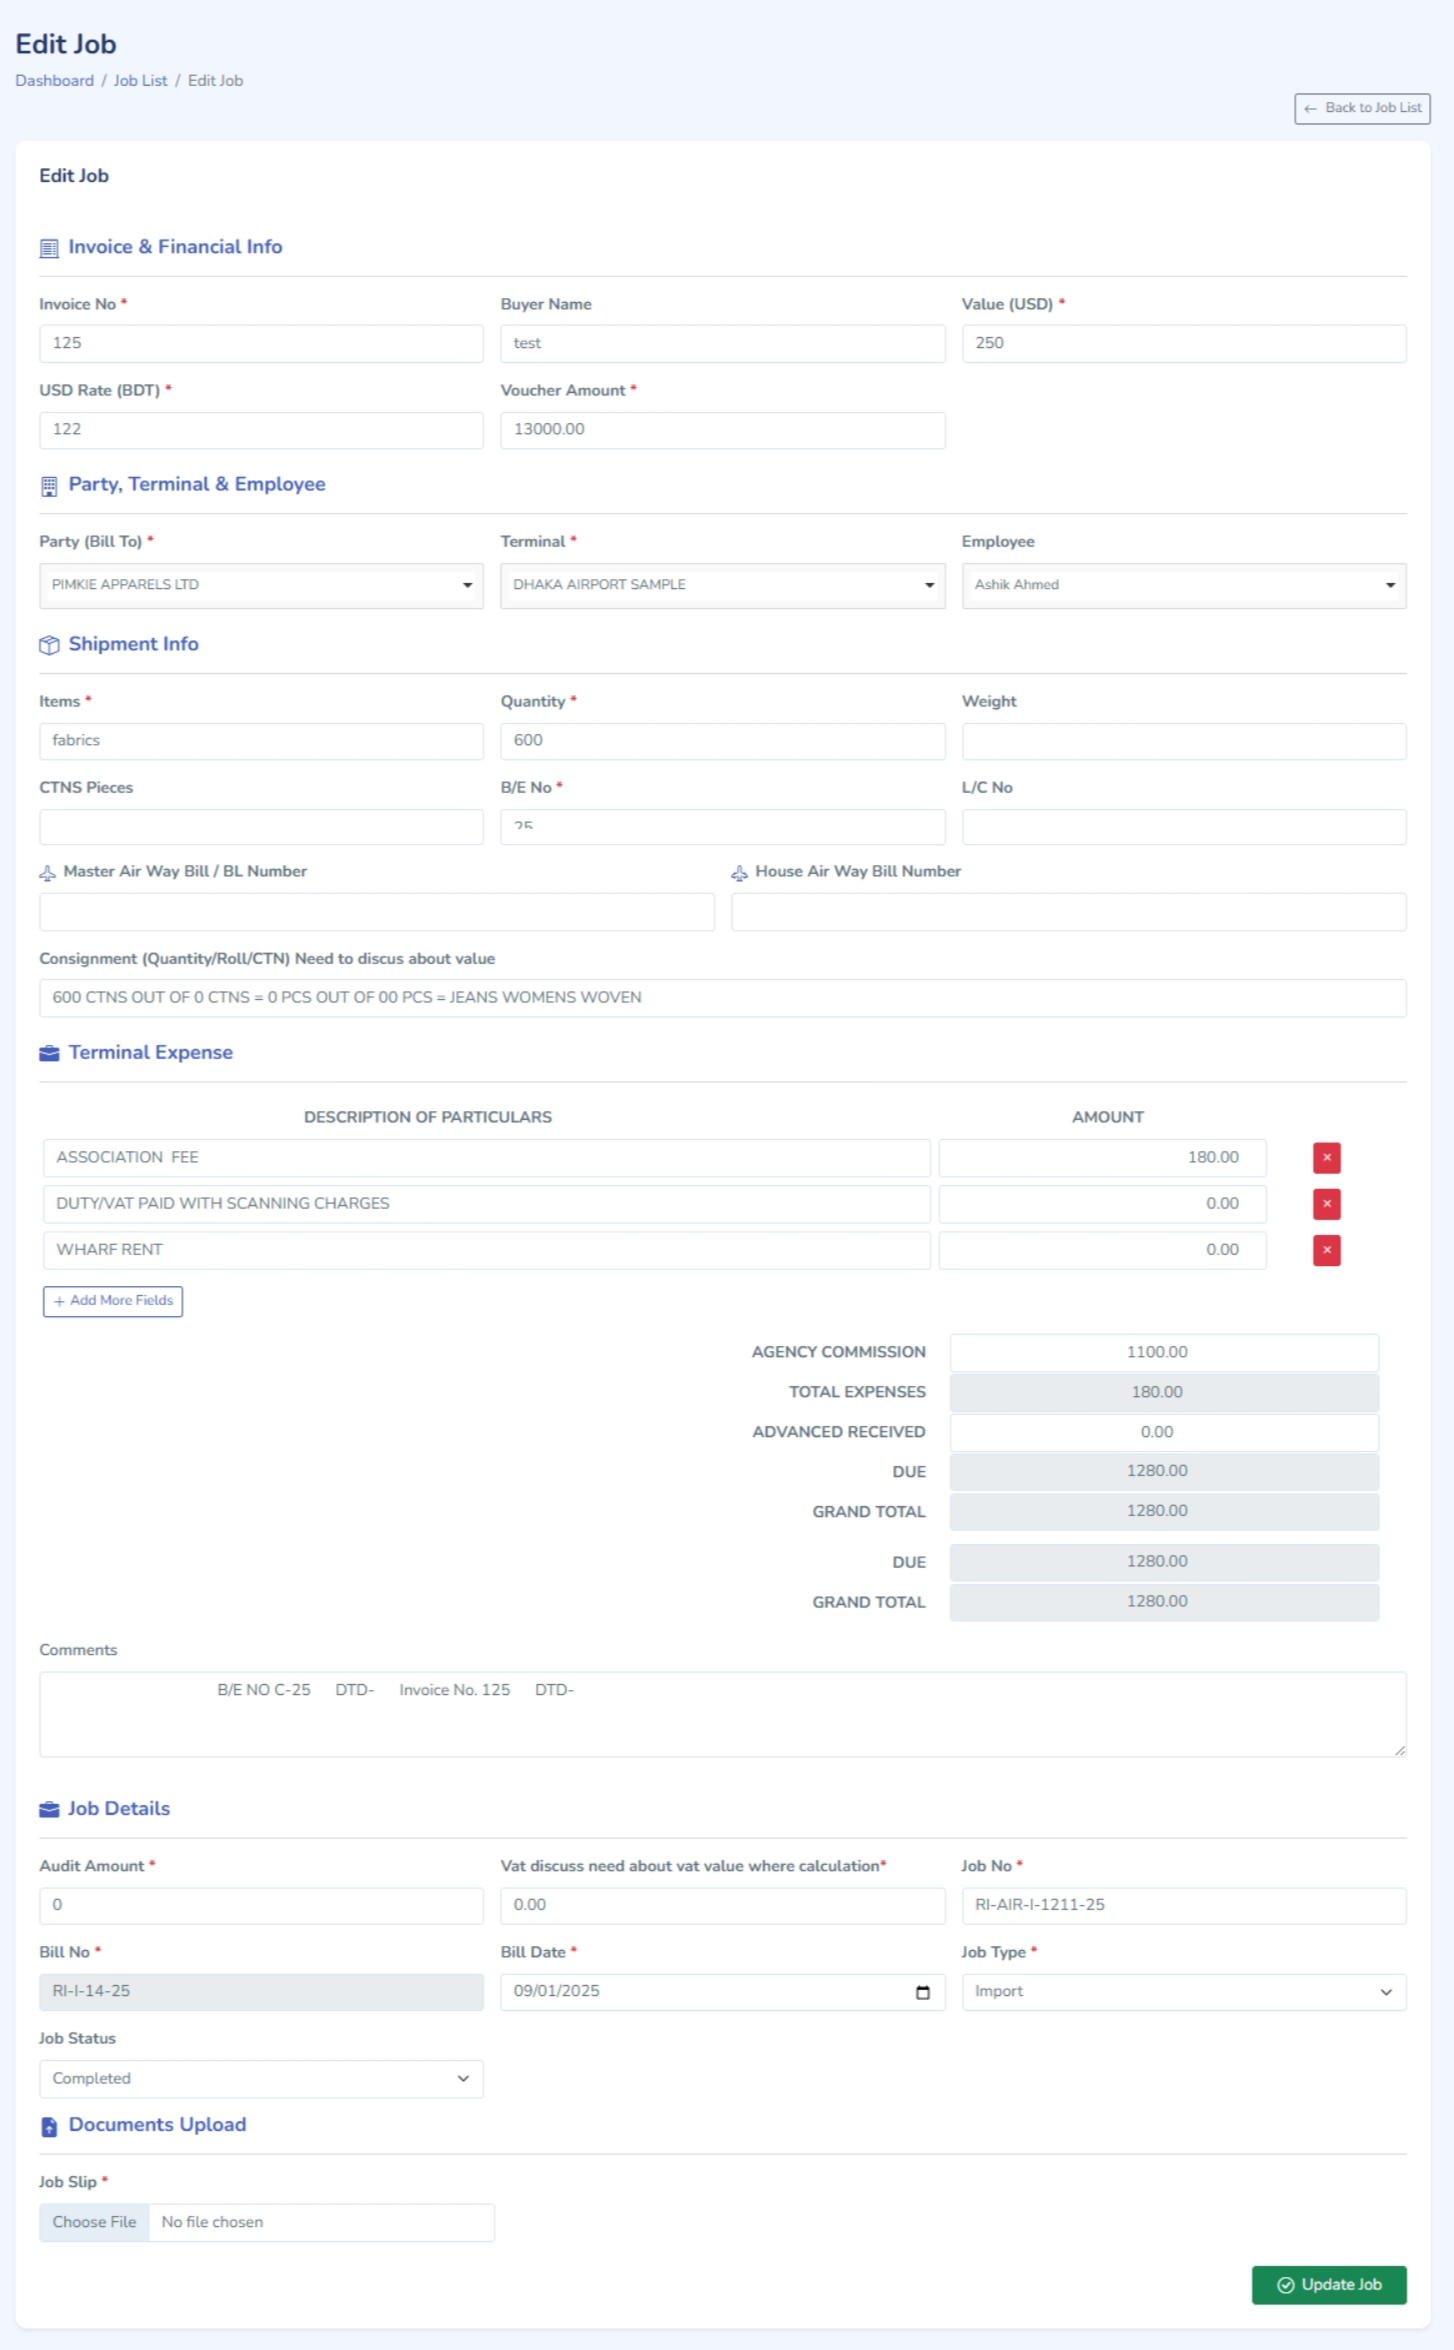 Edit Job
Dashboard / Job List / Edit Job
← Back to Job List
Edit Job
Invoice & Financial Info
Invoice No * Buyer Name Value (USD) *
125 test 250
USD Rate (BDT) * Voucher Amount *
122 13000.00
Party, Terminal & Employee
Party (Bill To) * Terminal * Employee
PIMKIE APPARELS LTD DHAKA AIRPORT SAMPLE Ashik Ahmed
Shipment Info
Items * Quantity * Weight
fabrics 600
CTNS Pieces B/E No * L/C No
25
Master Air Way Bill / BL Number House Air Way Bill Number
Consignment (Quantity/Roll/CTN) Need to discus about value
600 CTNS OUT OF 0 CTNS = 0 PCS OUT OF 00 PCS = JEANS WOMENS WOVEN
Terminal Expense
DESCRIPTION OF PARTICULARS AMOUNT
ASSOCIATION FEE 180.00 ×
DUTY/VAT PAID WITH SCANNING CHARGES 0.00 ×
WHARF RENT 0.00 ×
+ Add More Fields
AGENCY COMMISSION 1100.00
TOTAL EXPENSES 180.00
ADVANCED RECEIVED 0.00
DUE 1280.00
GRAND TOTAL 1280.00
DUE 1280.00
GRAND TOTAL 1280.00
Comments
B/E NO C-25 DTD- Invoice No. 125 DTD-
Job Details
Audit Amount * Vat discuss need about vat value where calculation* Job No *
0 0.00 RI-AIR-I-1211-25
Bill No * Bill Date * Job Type *
RI-I-14-25 09/01/2025 Import
Job Status
Completed
Documents Upload
Job Slip *
Choose File No file chosen
Update Job